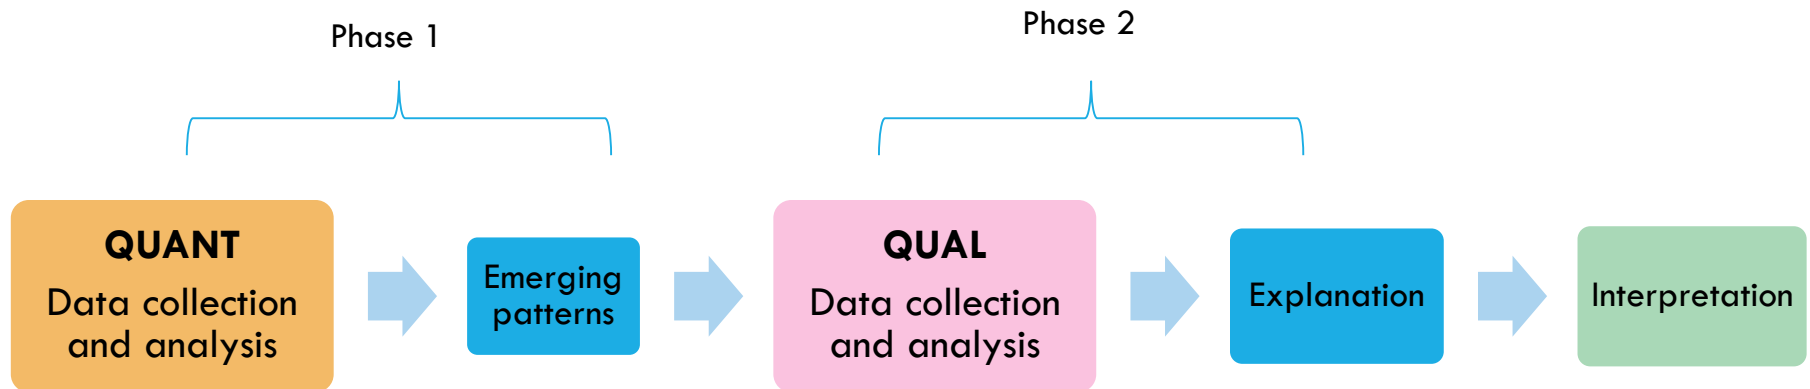 Phase 1
Phase 2
QUANT
Data collection
and analysis
Emerging
patterns
QUAL
Data collection
and analysis
Explanation
Interpretation